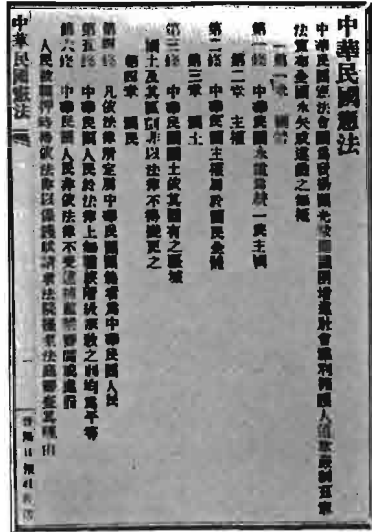 中華民國憲法
中華民國憲法會議為發揚國光鞏固國圉增進社會福利擁護人道尊嚴制茲憲
法宣布全國永矢咸遵垂之無極
第一章 國體
第一條 中華民國永遠為統一民主國
第二章 主權
第二條 中華民國主權屬於國民全體
第三章 國土
第三條 中華民國國土依其固有之疆域
國土及其區劃非以法律不得變更之
第四章 國民
第四條 凡依法律所定屬中華民國國籍者為中華民國人民
第五條 中華民國人民於法律上無種族階級宗教之別均為平等
第六條 中華民國人民非依法律不受逮捕監禁審問或處罰
人民被羈押時得依法律以保護狀請求法院提至法庭審查其理由
中華民國憲法
一
日報社